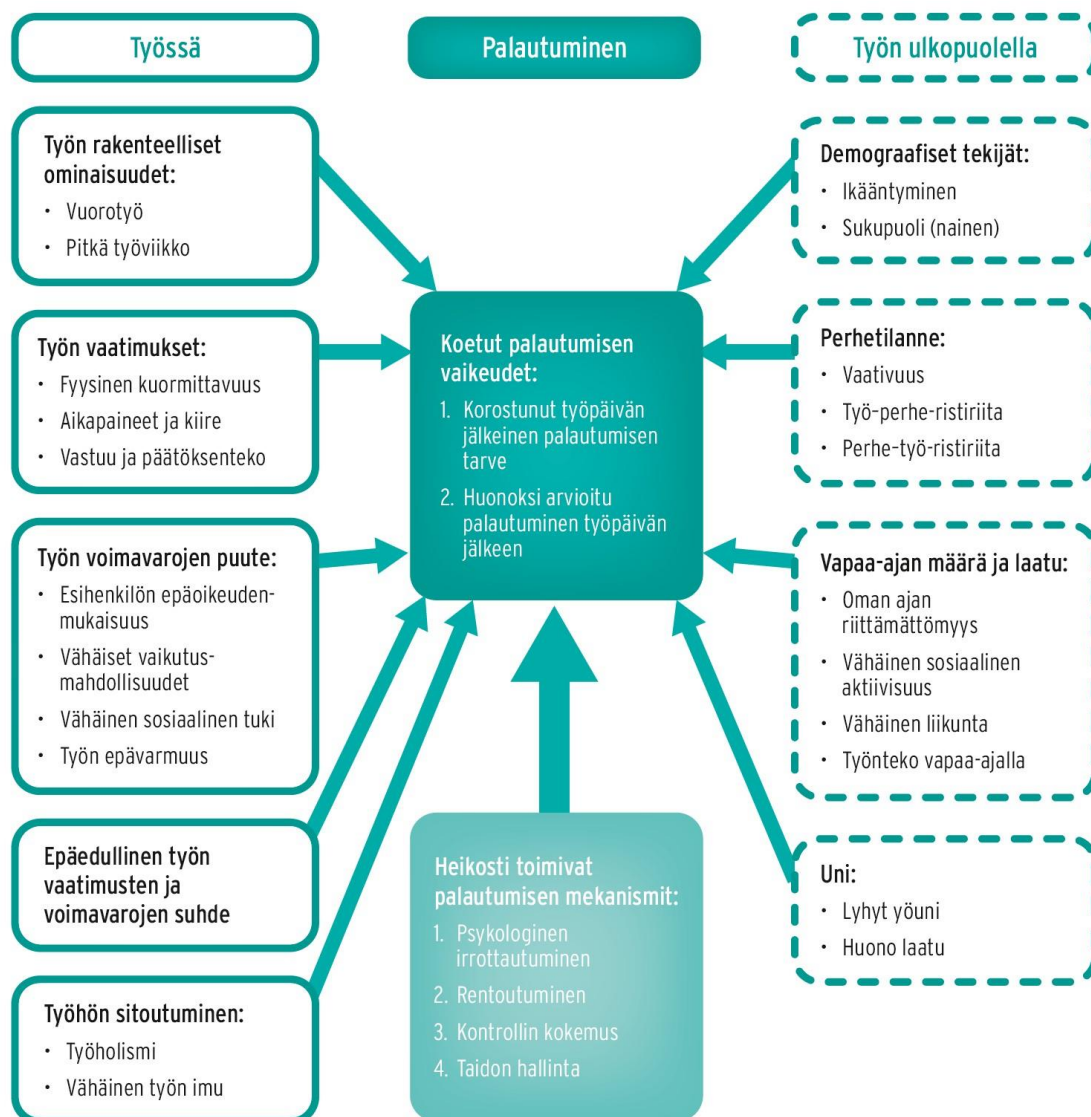 Työssä
Palautuminen
Työn ulkopuolella
Työn rakenteelliset
ominaisuudet:
• Vuorotyö
• Pitkä työviikko
Työn vaatimukset:
• Fyysinen kuormittavuus
• Aikapaineet ja kiire
• Vastuu ja päätöksenteko
Työn voimavarojen puute:
• Esihenkilön epäoikeuden-
mukaisuus
• Vähäiset vaikutus-
mahdollisuudet
• Vähäinen sosiaalinen tuki
• Työn epävarmuus
Epäedullinen työn
vaatimusten ja
voimavarojen suhde
Työhön sitoutuminen:
• Työholismi
• Vähäinen työn imu
Koetut palautumisen
vaikeudet:
1. Korostunut työpäivän
jälkeinen palautumisen
tarve
2. Huonoksi arvioitu
palautuminen työpäivän
jälkeen
Heikosti toimivat
palautumisen mekanismit:
1. Psykologinen
irrottautuminen
2. Rentoutuminen
3. Kontrollin kokemus
4. Taidon hallinta
Demograafiset tekijät:
• Ikääntyminen
• Sukupuoli (nainen)
Perhetilanne:
• Vaativuus
• Työ-perhe-ristiriita
• Perhe-työ-ristiriita
Vapaa-ajan määrä ja laatu:
• Oman ajan
riittämättömyys
• Vähäinen sosiaalinen
aktiivisuus
• Vähäinen liikunta
• Työnteko vapaa-ajalla
Uni:
• Lyhyt yöuni
• Huono laatu